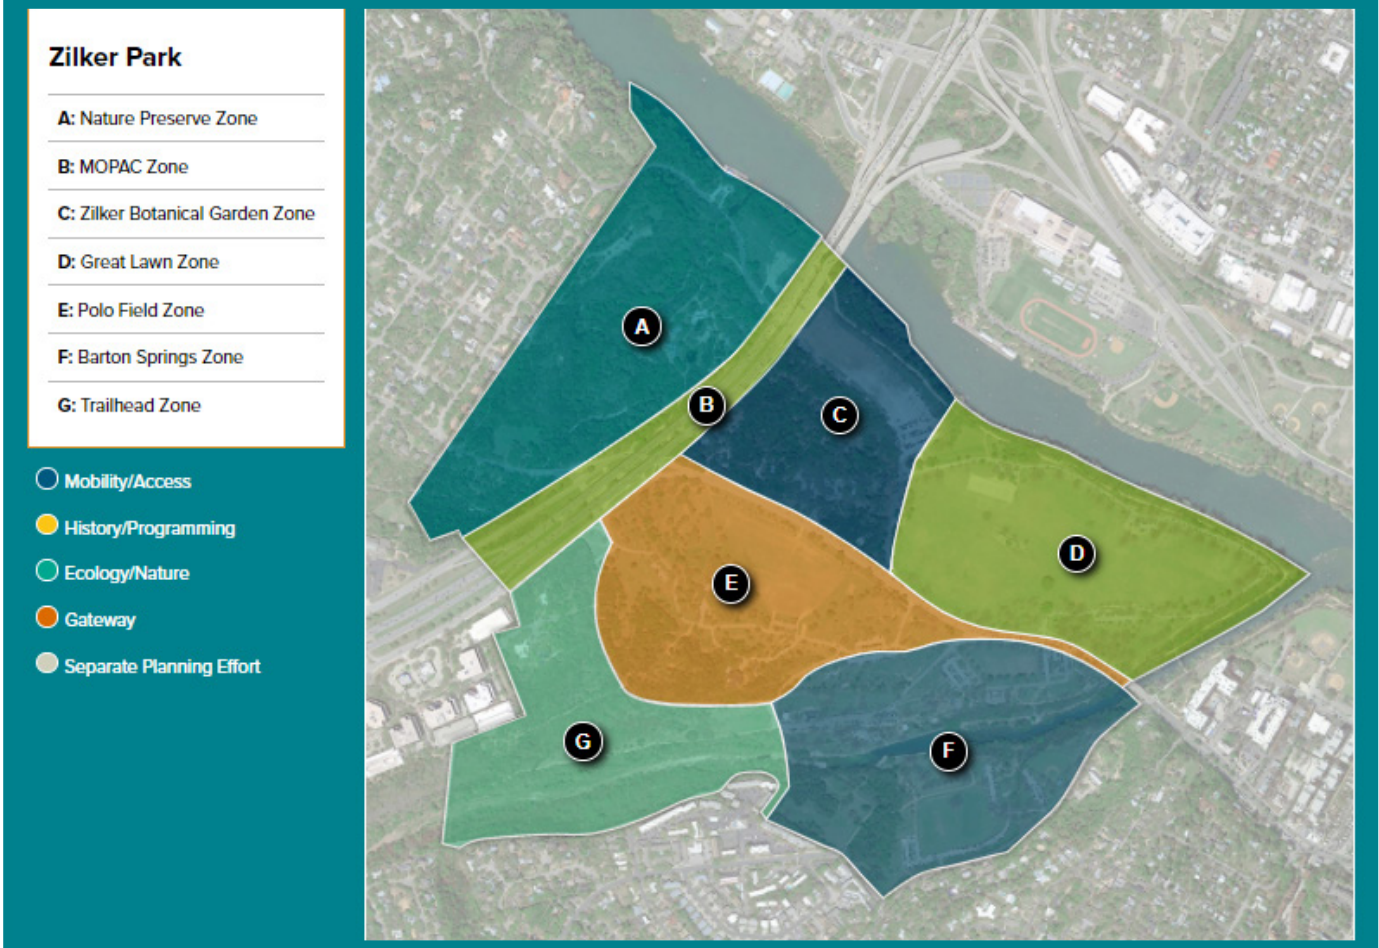 Zilker Park
A: Nature Preserve Zone
B: MOPAC Zone
C: Zilker Botanical Garden Zone
D: Great Lawn Zone
E: Polo Field Zone
F: Barton Springs Zone
G: Trailhead Zone
Mobility/Access
History/Programming
Ecology/Nature
Gateway
Separate Planning Effort
A
B
C
D
E
F
G